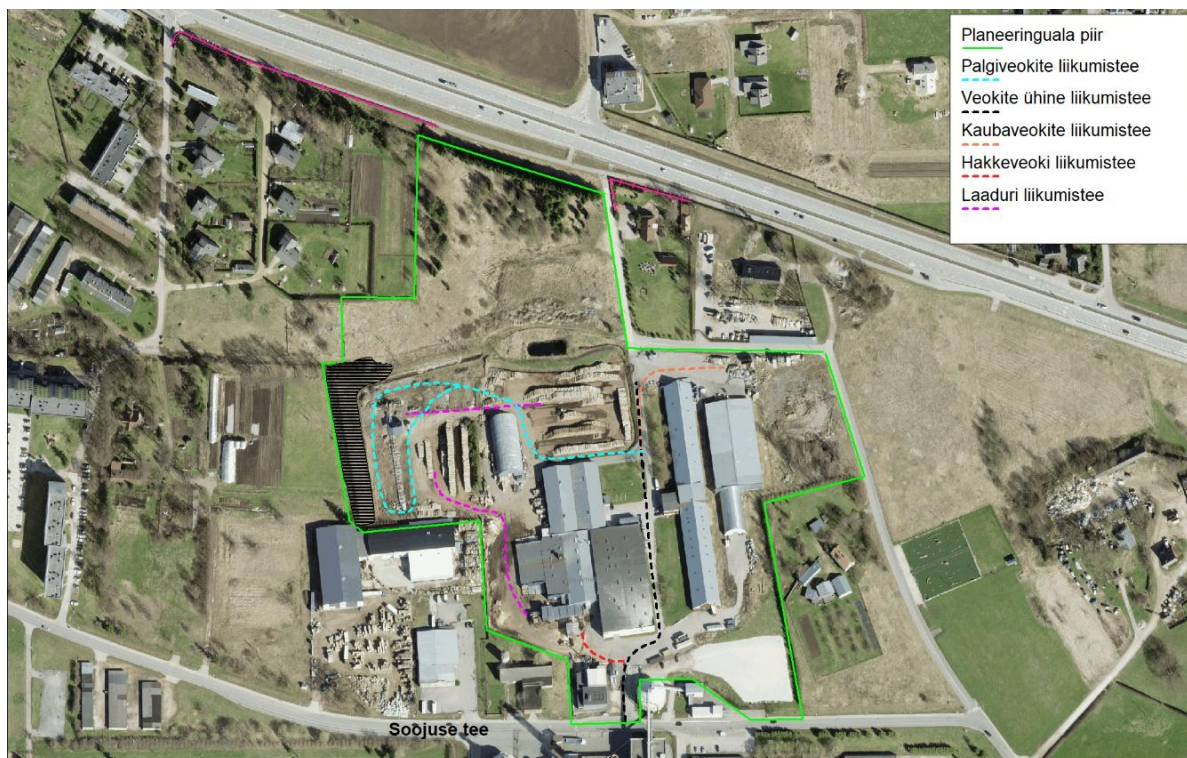 Planeeringuala piir
Palgiveokite liikumistee
Veokite ühine liikumistee
Kaubaveokite liikumistee
Hakkeveoki liikumistee
Laaduri liikumistee
Soojuse tee